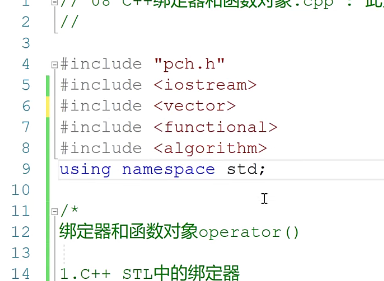 1 // 08 C++绑定器和函数对象.cpp : 此
2 //
3
4 #include "pch.h"
5 #include <iostream>
6 #include <vector>
7 #include <functional>
8 #include <algorithm>
9 using namespace std;
10
11 /*
12 绑定器和函数对象operator()
13
14 1.C++ STL中的绑定器